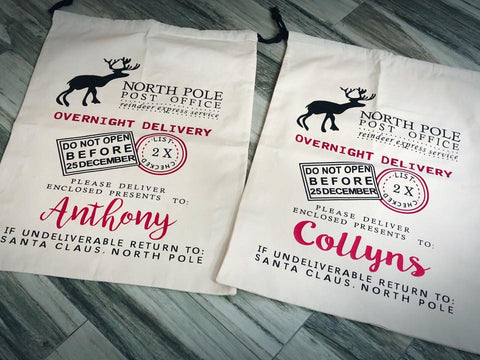 NORTH POLE
POST OFFICE
reindeer express service
OVERNIGHT DELIVERY
DO NOT OPEN
BEFORE
25 DECEMBER
LIST
2 X
CHECKED
PLEASE DELIVER
ENCLOSED PRESENTS TO:
Anthony
IF UNDELIVERABLE RETURN TO:
SANTA CLAUS. NORTH POLE
NORTH POLE
POST OFFICE
reindeer express service
OVERNIGHT DELIVERY
DO NOT OPEN
BEFORE
25 DECEMBER
LIST
2 X
CHECKED
PLEASE DELIVER
ENCLOSED PRESENTS TO:
Collyns
IF UNDELIVERABLE RETURN TO:
SANTA CLAUS. NORTH POLE